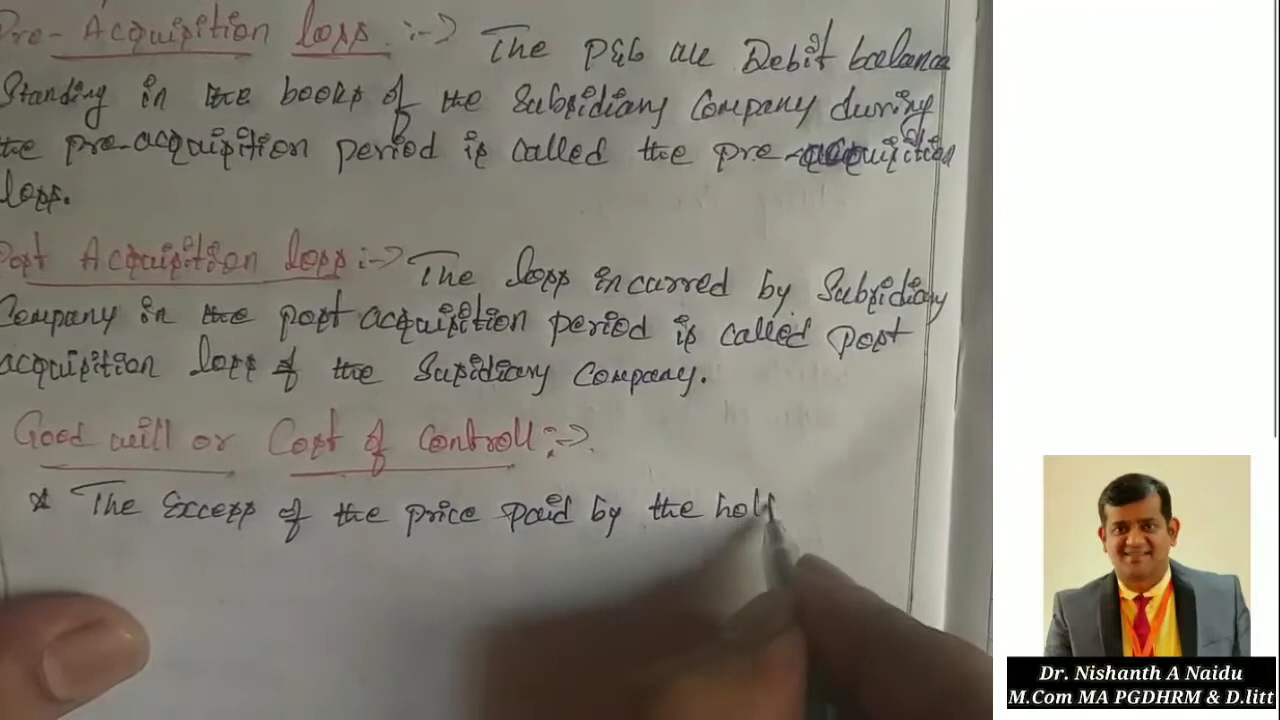 Pre-Acquisition loss :-> The P&L a/c Debit balance
Standing in the books of the Subsidiary Company during
the pre-acquisition period is called the pre-acquisition
loss.
Post Acquisition loss :-> The loss incurred by Subsidiary
Company in the post acquisition period is called post
acquisition loss of the Supidiary Company.
Good will or Cost of Controll :->
* The Excess of the price paid by the hold
Dr. Nishanth A Naidu
M.Com MA PGDHRM & D.litt